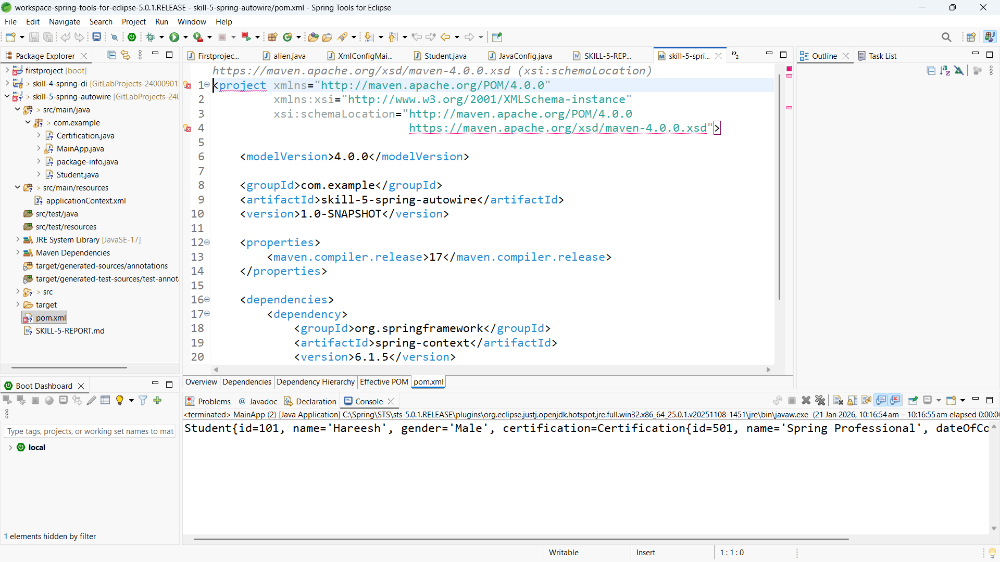 workspace-spring-tools-for-eclipse-5.0.1.RELEASE - skill-5-spring-autowire/pom.xml - Spring Tools for Eclipse
File Edit Navigate Search Project Run Window Help
Package Explorer
firstproject [boot]
> skill-4-spring-di [GitLabProjects-240009015
> skill-5-spring-autowire [GitLabProjects-240
> src/main/java
> com.example
Certification.java
MainApp.java
package-info.java
Student.java
> src/main/resources
applicationContext.xml
src/test/java
src/test/resources
JRE System Library [JavaSE-17]
Maven Dependencies
target/generated-sources/annotations
target/generated-test-sources/test-annot
> src
target
pom.xml
SKILL-5-REPORT.md
Boot Dashboard
Type tags, projects, or working set names to mat
local
1 elements hidden by filter
Firstprojec... alien.java XmlConfigMai... Student.java JavaConfig.java SKILL-5-REP... skill-5-spri... »2
https://maven.apache.org/xsd/maven-4.0.0.xsd (xsi:schemaLocation)
1 <project xmlns="http://maven.apache.org/POM/4.0.0"
2 xmlns:xsi="http://www.w3.org/2001/XMLSchema-instance"
3 xsi:schemaLocation="http://maven.apache.org/POM/4.0.0
4 https://maven.apache.org/xsd/maven-4.0.0.xsd">
5
6 <modelVersion>4.0.0</modelVersion>
7
8 <groupId>com.example</groupId>
9 <artifactId>skill-5-spring-autowire</artifactId>
10 <version>1.0-SNAPSHOT</version>
11
12 <properties>
13 <maven.compiler.release>17</maven.compiler.release>
14 </properties>
15
16 <dependencies>
17 <dependency>
18 <groupId>org.springframework</groupId>
19 <artifactId>spring-context</artifactId>
20 <version>6.1.5</version>
Overview Dependencies Dependency Hierarchy Effective POM pom.xml
Outline Task List
Problems Javadoc Declaration Console
<terminated> MainApp (2) [Java Application] C:\Spring\STS\sts-5.0.1.RELEASE\plugins\org.eclipse.justj.openjdk.hotspot.jre.full.win32.x86_64_25.0.1.v20251108-1451\jre\bin\javaw.exe (21 Jan 2026, 10:16:54 am – 10:16:55 am elapsed 0:00:0
Student{id=101, name='Hareesh', gender='Male', certification=Certification{id=501, name='Spring Professional', dateOfCo
Writable Insert 1 : 1 : 0